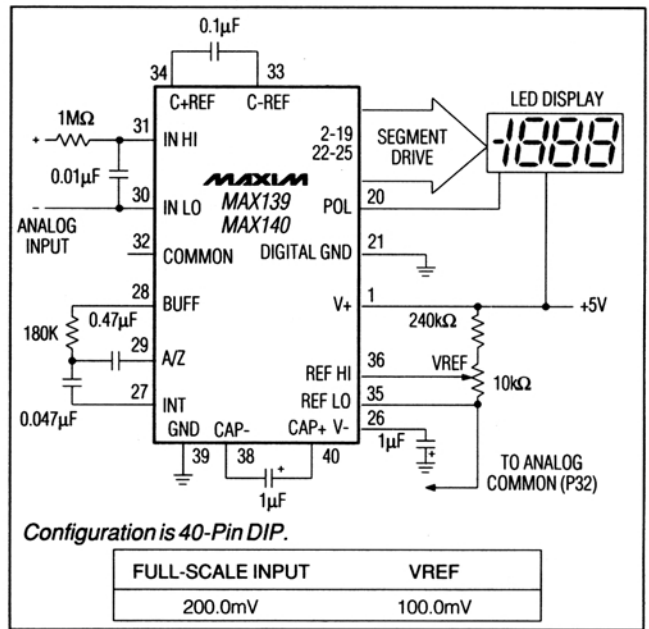 0.1µF
34
33
C+REF
C-REF
1MΩ
+
31
IN HI
0.01µF
−
30
IN LO
ANALOG
INPUT
32
COMMON
28
BUFF
180K
0.47µF
29
A/Z
0.047µF
27
INT
GND
39
CAP-
38
CAP+
40
1µF
+
MAXIM
MAX139
MAX140
2-19
22-25
SEGMENT
DRIVE
LED DISPLAY
-1888
POL
20
DIGITAL GND
21
V+
1
+5V
240kΩ
REF HI
36
VREF
10kΩ
REF LO
35
V-
26
1µF
+
TO ANALOG
COMMON (P32)
Configuration is 40-Pin DIP.
FULL-SCALE INPUT VREF
200.0mV 100.0mV